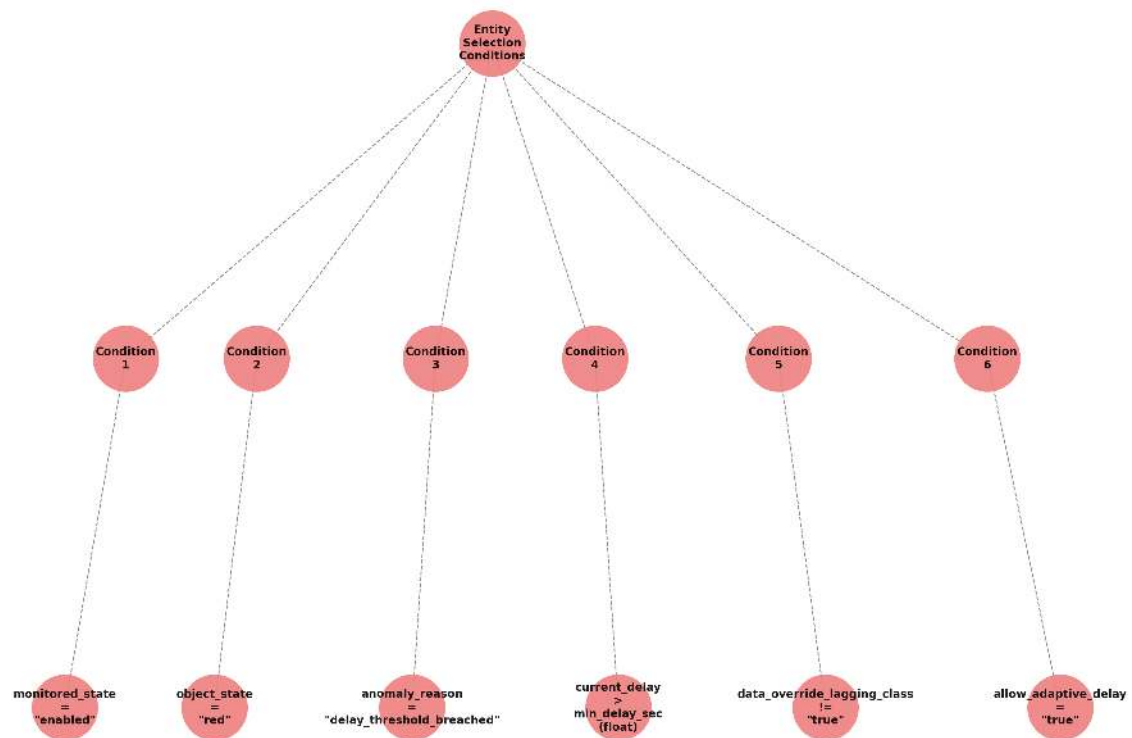 Entity
Selection
Conditions
Condition
1
Condition
2
Condition
3
Condition
4
Condition
5
Condition
6
monitored_state
=
"enabled"
object_state
=
"red"
anomaly_reason
=
"delay_threshold_breached"
current_delay
>
min_delay_sec
(float)
data_override_lagging_class
!=
"true"
allow_adaptive_delay
=
"true"